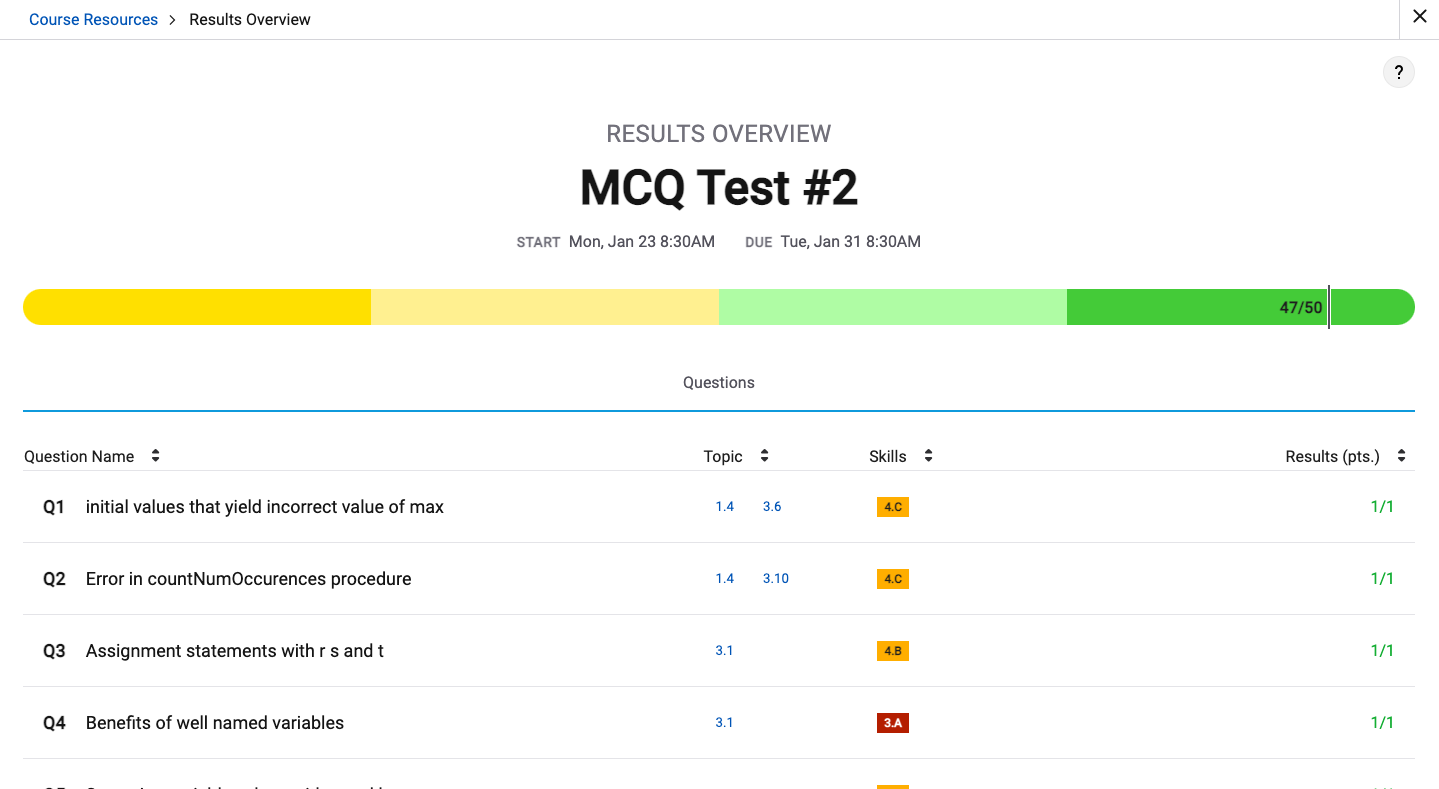 Course Resources > Results Overview
?
RESULTS OVERVIEW
MCQ Test #2
START Mon, Jan 23 8:30AM DUE Tue, Jan 31 8:30AM
47/50
Questions
Question Name Topic Skills Results (pts.)
Q1 initial values that yield incorrect value of max 1.4 3.6 4.C 1/1
Q2 Error in countNumOccurences procedure 1.4 3.10 4.C 1/1
Q3 Assignment statements with r s and t 3.1 4.B 1/1
Q4 Benefits of well named variables 3.1 3.A 1/1